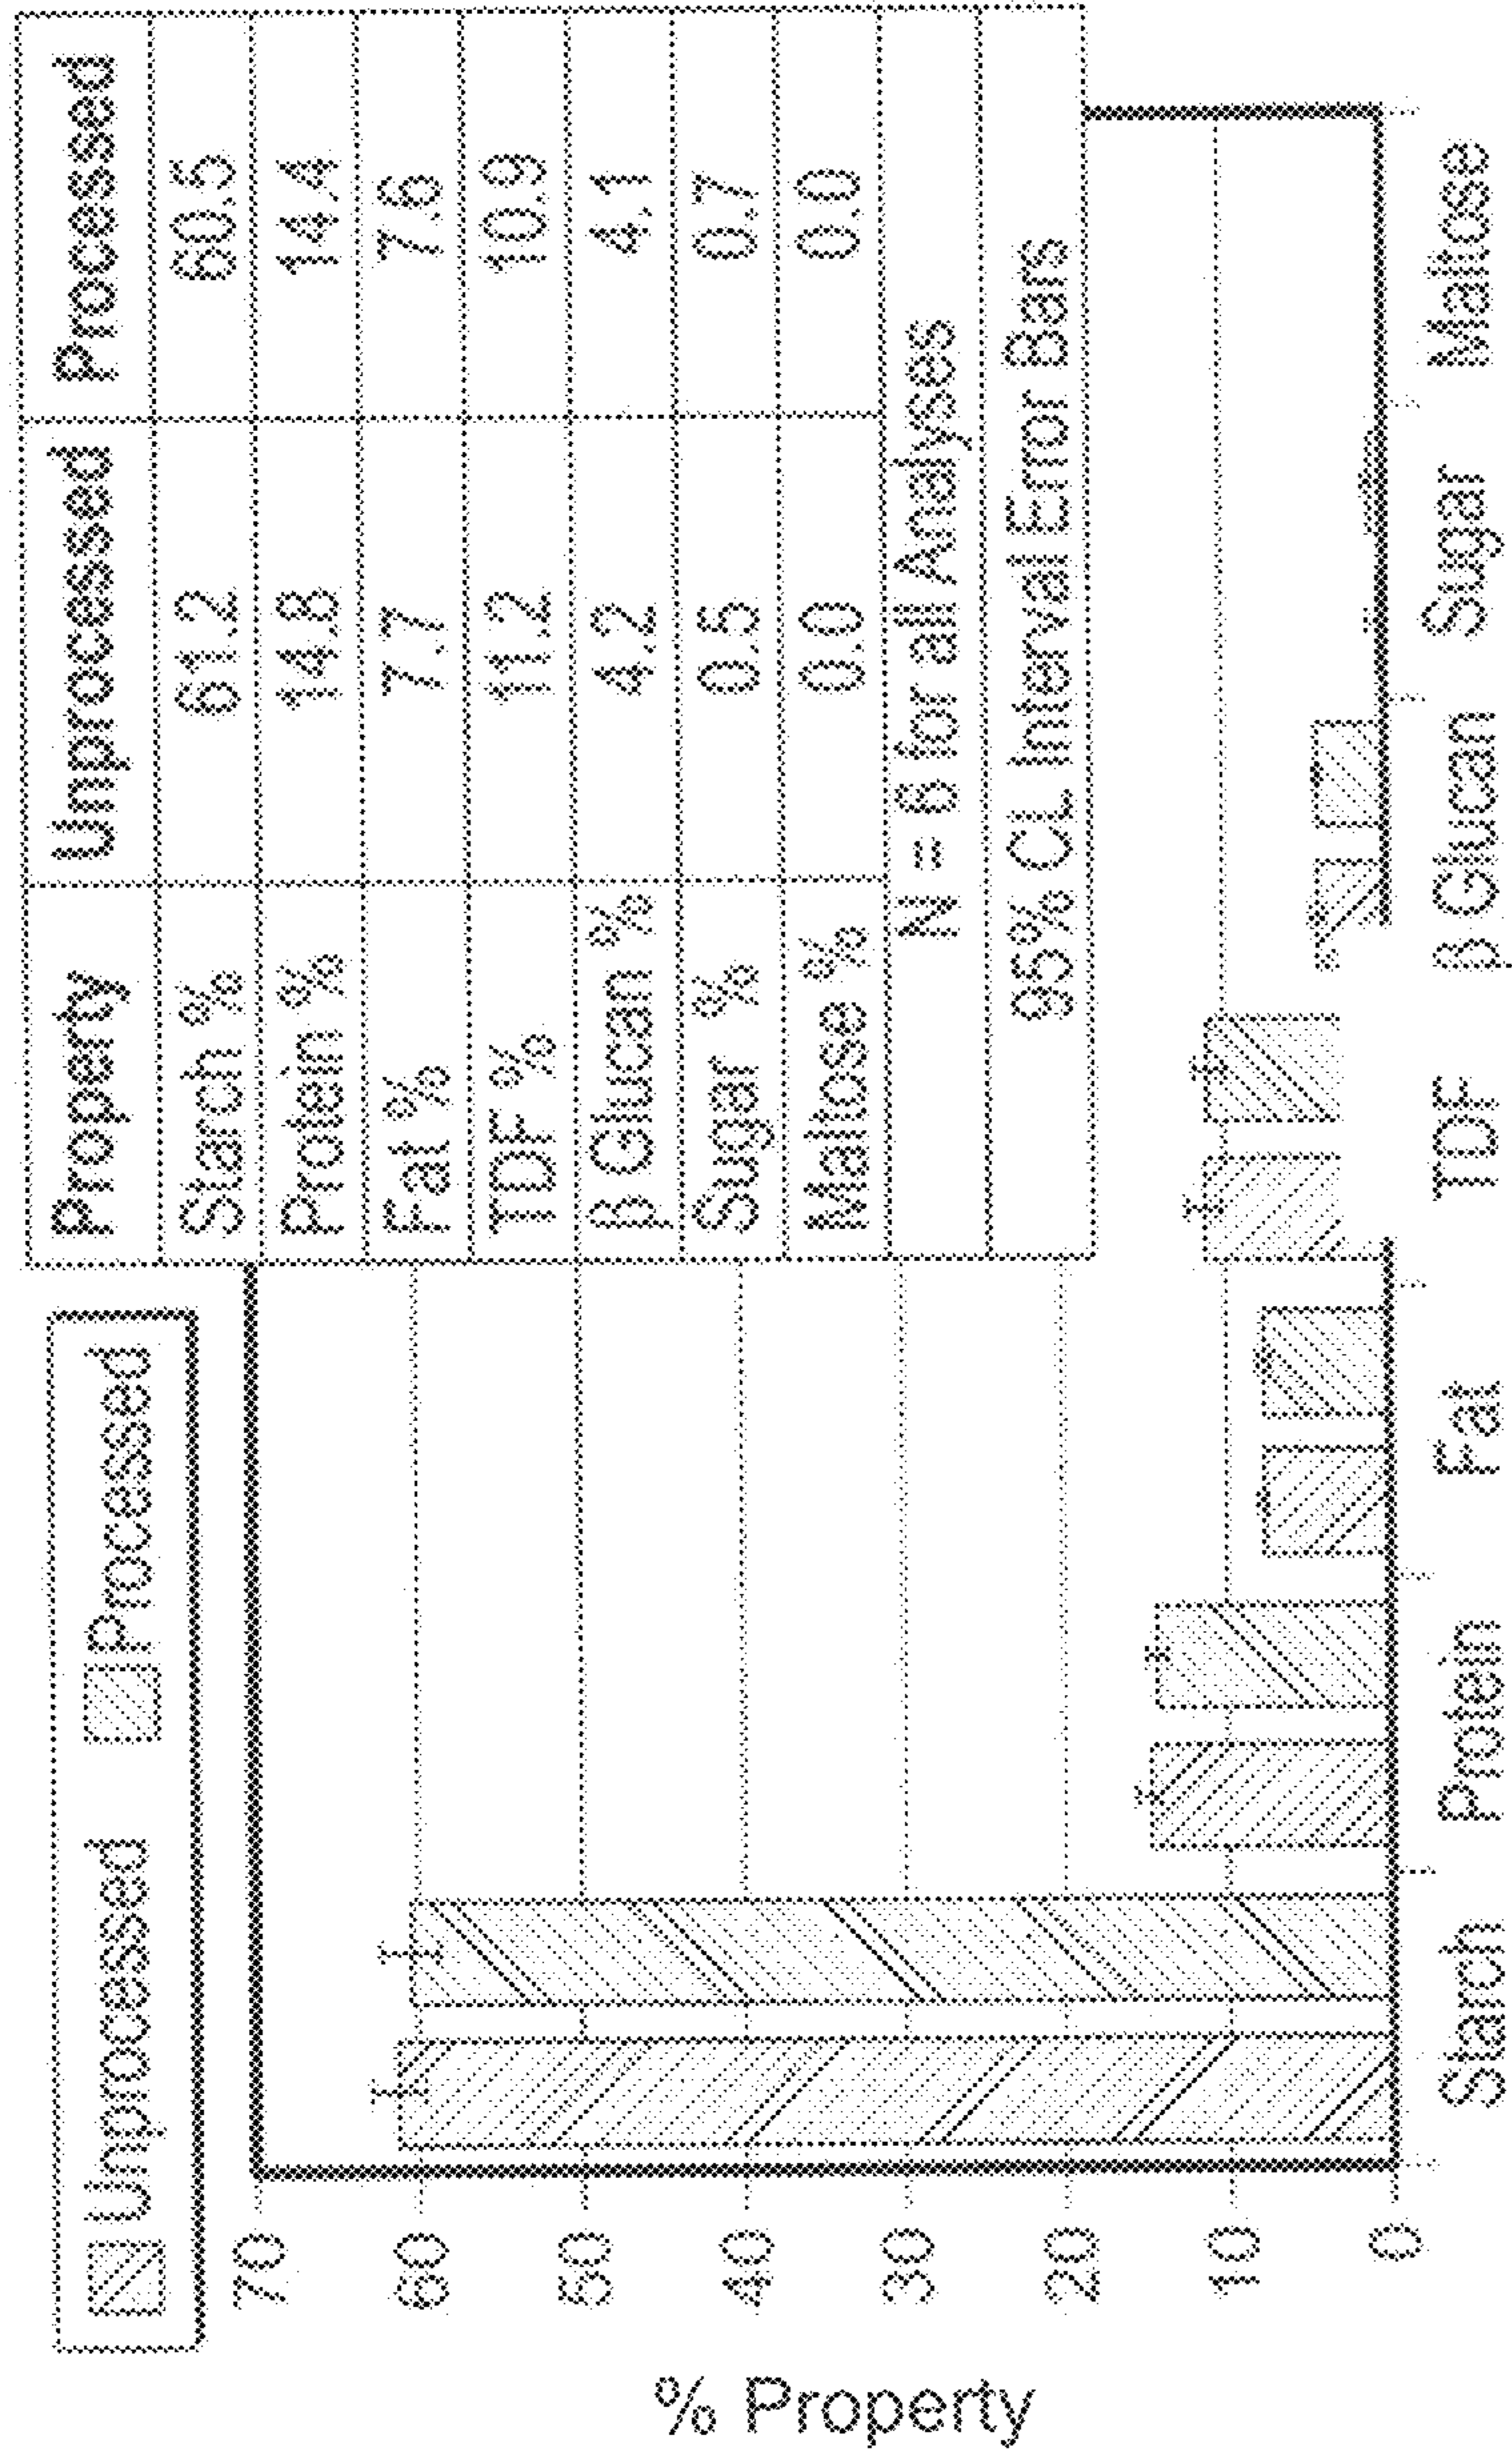 Unprocessed Processed
Property Unprocessed Processed
Starch % 61.2 60.5
Protein % 14.8 14.4
Fat % 7.7 7.6
TDF % 11.2 10.9
β Glucan % 4.2 4.1
Sugar % 0.5 0.7
Maltose % 0.0 0.0
N = 6 for all Analyses
95% CL Interval Error Bars
% Property
70
60
50
40
30
20
10
0
Starch Protein Fat TDF β Glucan Sugar Maltose